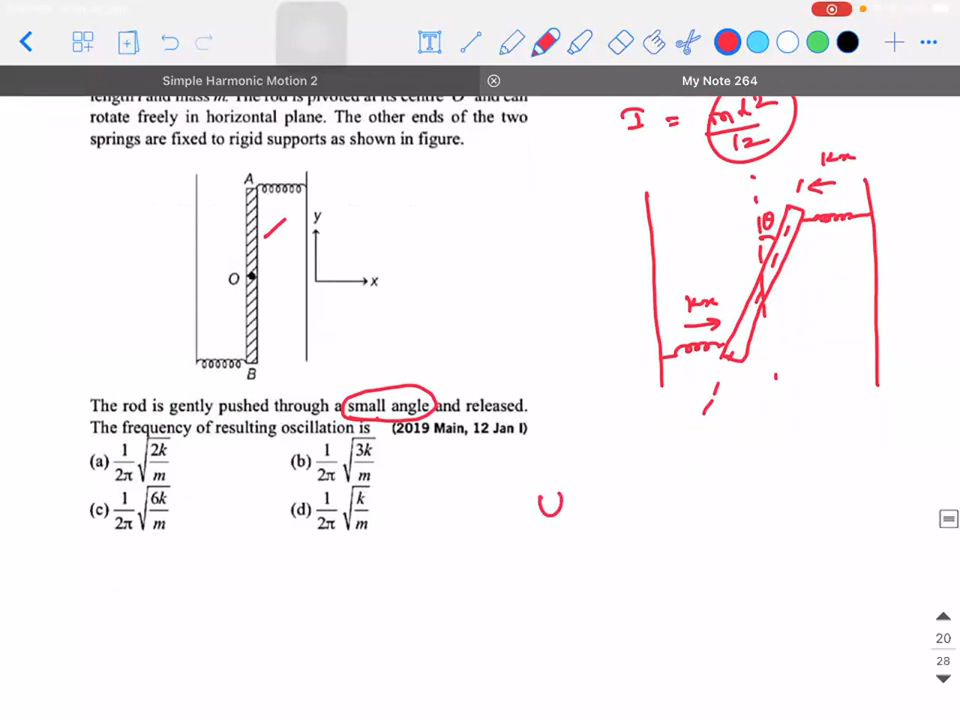 Simple Harmonic Motion 2
My Note 264
length l and mass m. The rod is pivoted at its centre 'O' and can
rotate freely in horizontal plane. The other ends of the two
springs are fixed to rigid supports as shown in figure.
A
y
O
x
B
The rod is gently pushed through a small angle and released.
The frequency of resulting oscillation is (2019 Main, 12 Jan I)
(a) 1/2π √2k/m (b) 1/2π √3k/m
(c) 1/2π √6k/m (d) 1/2π √k/m
I = ml²/12
kx
θ
kx
U
20
28